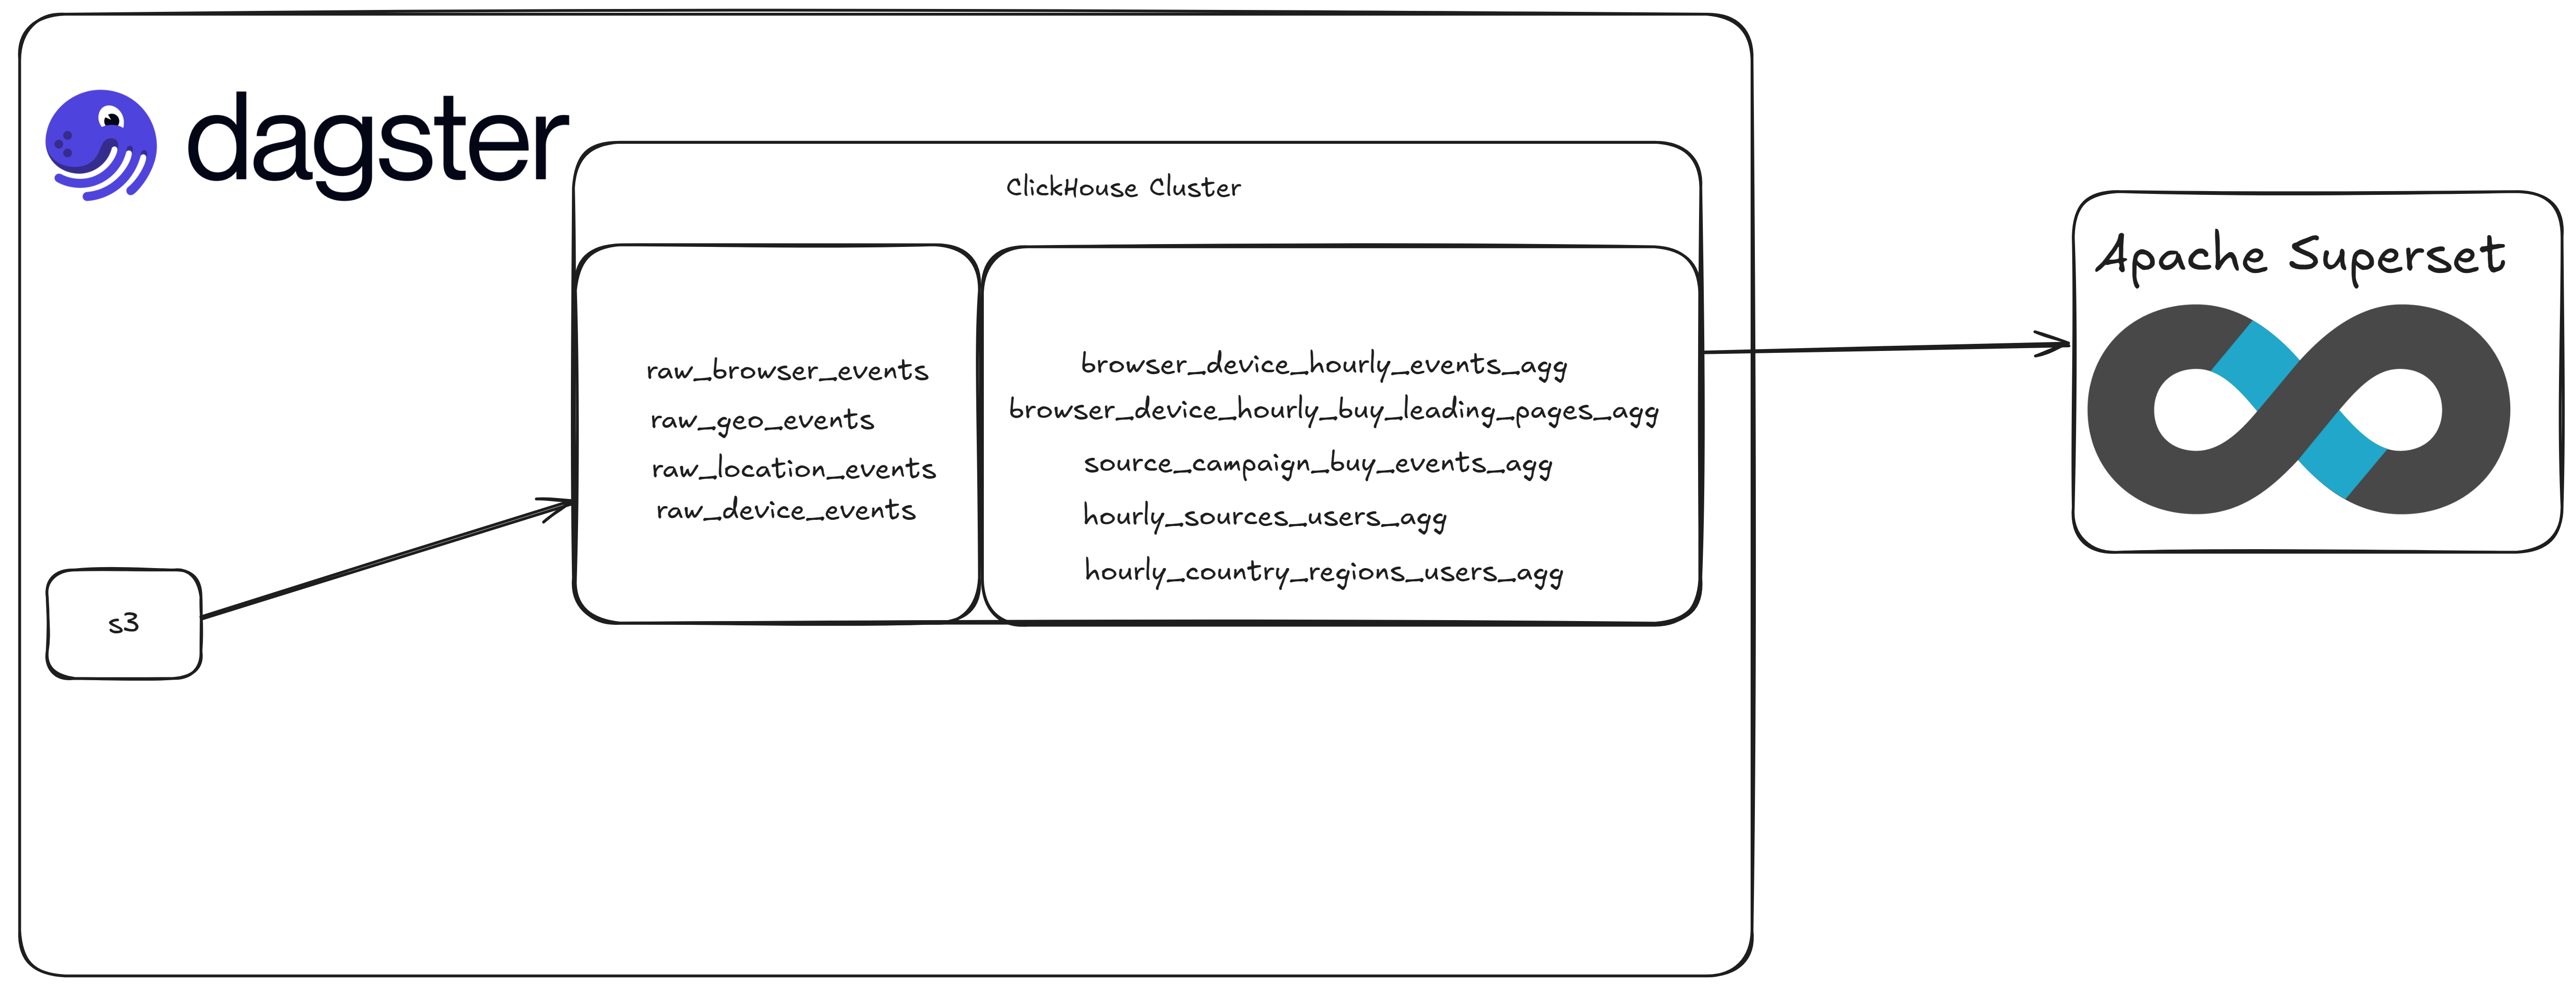 dagster
ClickHouse Cluster
raw_browser_events
raw_geo_events
raw_location_events
raw_device_events
browser_device_hourly_events_agg
browser_device_hourly_buy_leading_pages_agg
source_campaign_buy_events_agg
hourly_sources_users_agg
hourly_country_regions_users_agg
s3
Apache Superset